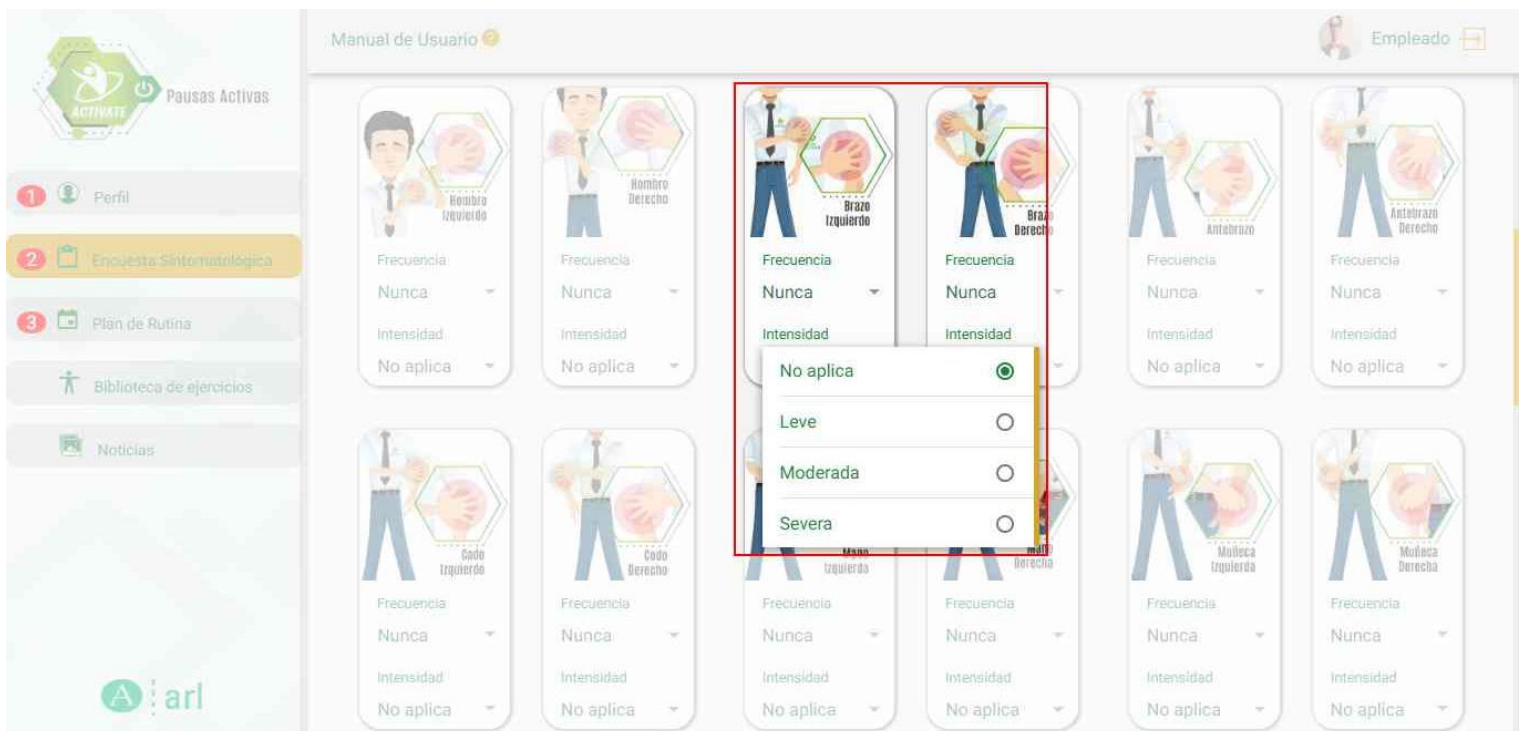 Manual de Usuario ?
Empleado
ACTIVATE
Pausas Activas
1 Perfil
2 Encuesta Sintomatológica
3 Plan de Rutina
Biblioteca de ejercicios
Noticias
A arl
Hombro
Izquierdo
Frecuencia
Nunca
Intensidad
No aplica
Hombro
Derecho
Frecuencia
Nunca
Intensidad
No aplica
Brazo
Izquierdo
Frecuencia
Nunca
Intensidad
Brazo
Derecho
Frecuencia
Nunca
Intensidad
No aplica
Leve
Moderada
Severa
Antebrazo
Frecuencia
Nunca
Intensidad
No aplica
Antebrazo
Derecho
Frecuencia
Nunca
Intensidad
No aplica
Codo
Izquierdo
Frecuencia
Nunca
Intensidad
No aplica
Codo
Derecho
Frecuencia
Nunca
Intensidad
No aplica
Mano
Izquierda
Frecuencia
Nunca
Intensidad
No aplica
Mano
Derecha
Frecuencia
Nunca
Intensidad
No aplica
Muñeca
Izquierda
Frecuencia
Nunca
Intensidad
No aplica
Muñeca
Derecha
Frecuencia
Nunca
Intensidad
No aplica